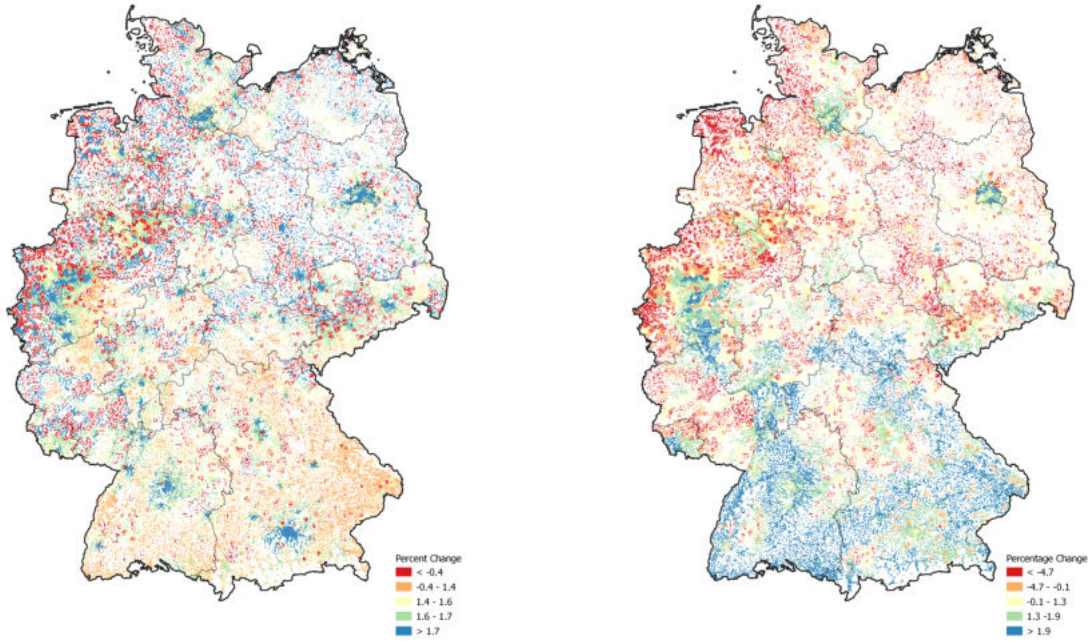 Percent Change
< -0.4
-0.4 - 1.4
1.4 - 1.6
1.6 - 1.7
> 1.7
Percentage Change
< -4.7
-4.7 - -0.1
-0.1 - 1.3
1.3 -1.9
> 1.9